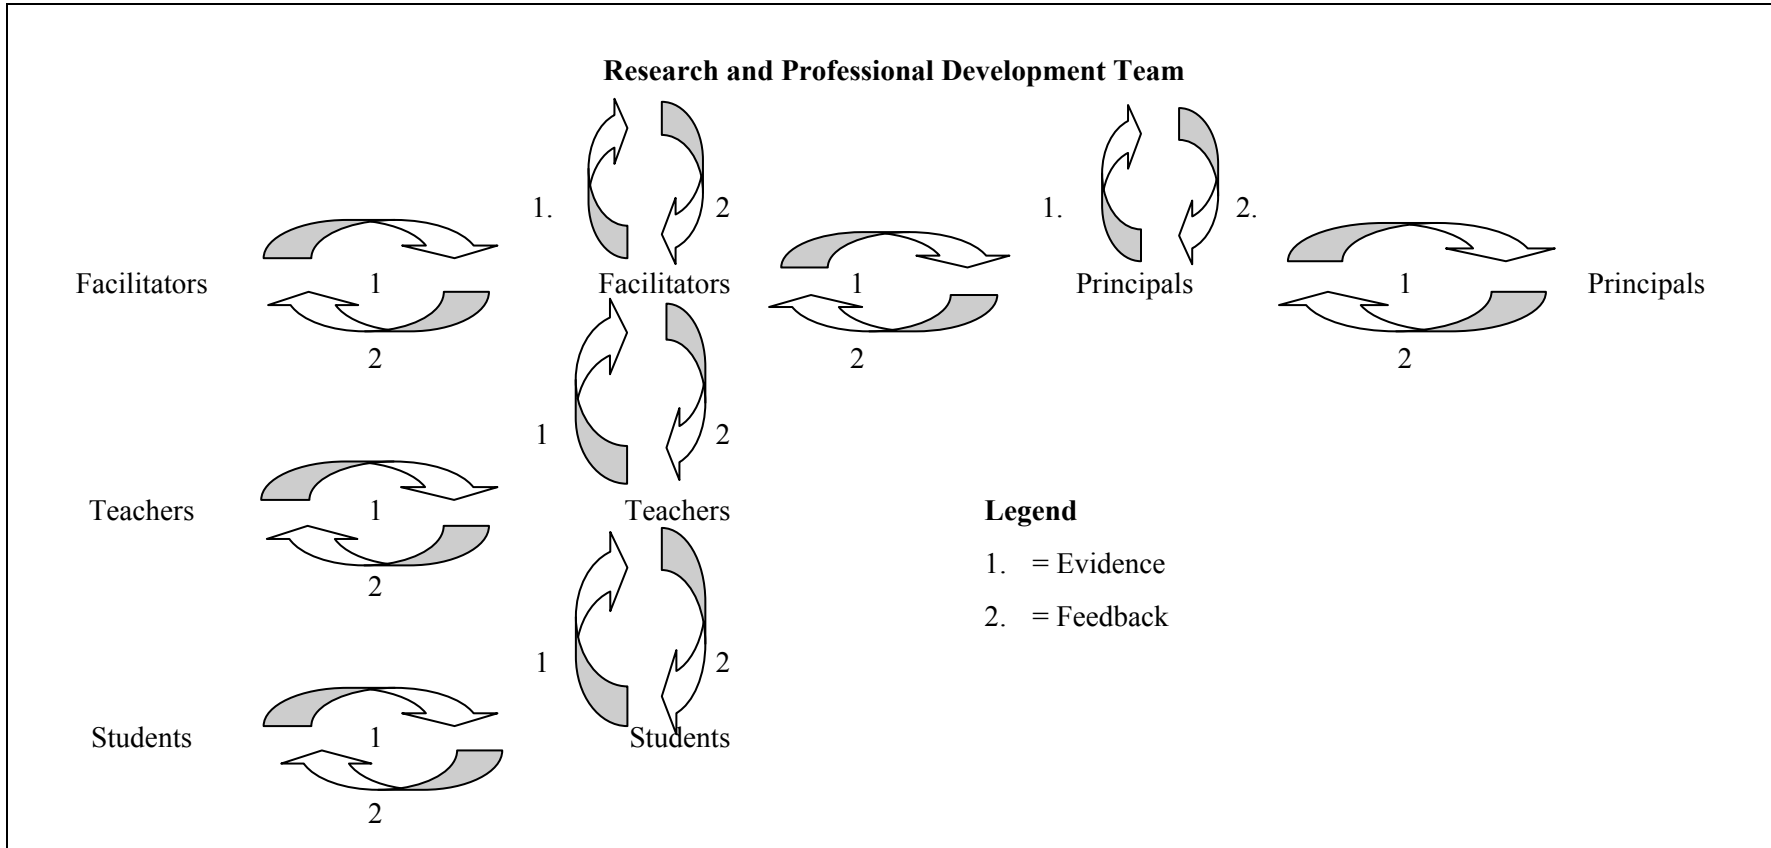 Research and Professional Development Team
1. 2 1. 2.
Facilitators 1 Facilitators 1 Principals 1 Principals
2 2 2
1 2
Teachers 1 Teachers
2
Legend
1. = Evidence
2. = Feedback
1 2
Students 1 Students
2